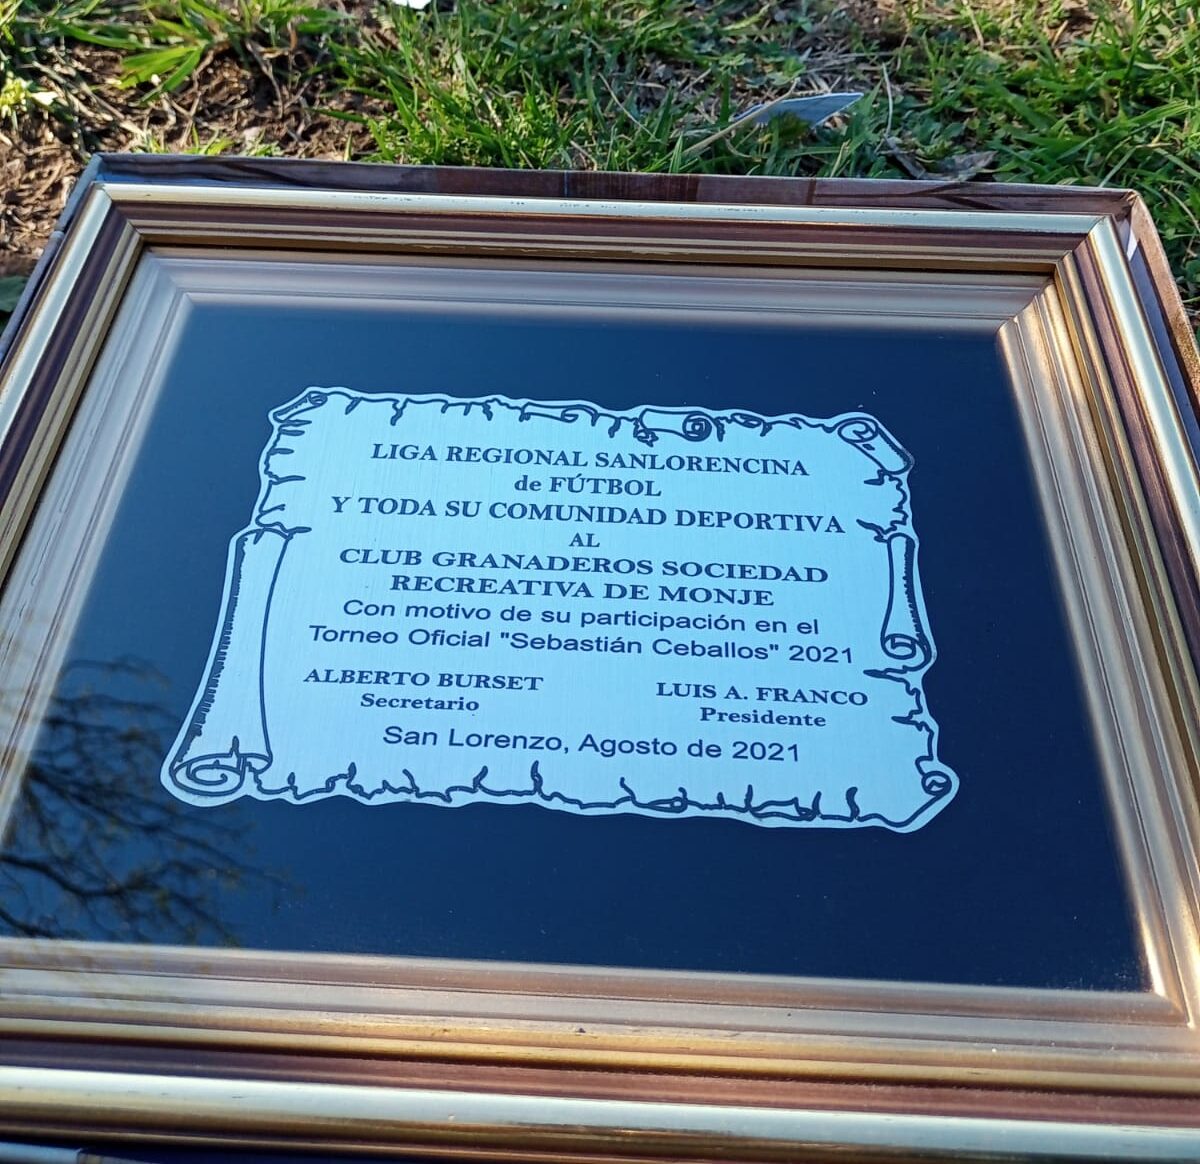 LIGA REGIONAL SANLORENCINA
de FÚTBOL
Y TODA SU COMUNIDAD DEPORTIVA
AL
CLUB GRANADEROS SOCIEDAD
RECREATIVA DE MONJE
Con motivo de su participación en el
Torneo Oficial "Sebastián Ceballos" 2021
ALBERTO BURSET
Secretario
LUIS A. FRANCO
Presidente
San Lorenzo, Agosto de 2021